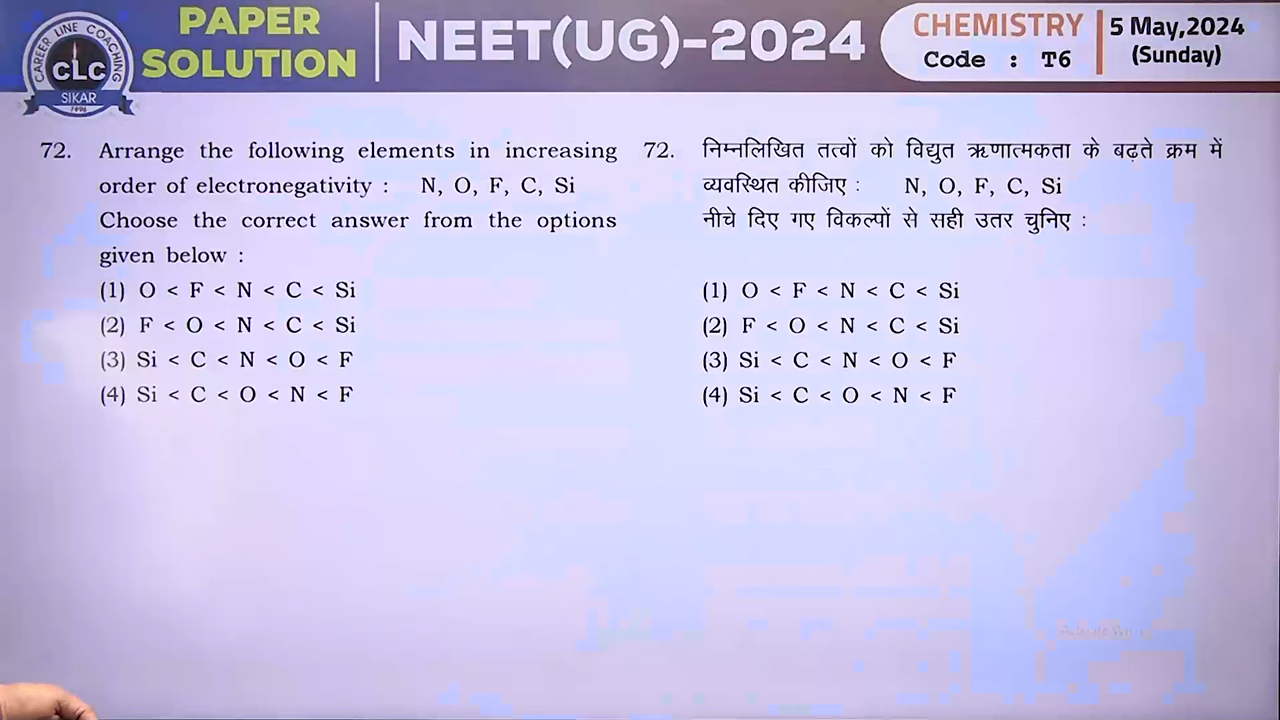 CAREER LINE COACHING
CLC
SIKAR
1996
PAPER
SOLUTION
NEET(UG)-2024
CHEMISTRY
Code : T6
5 May,2024
(Sunday)
72. Arrange the following elements in increasing
order of electronegativity : N, O, F, C, Si
Choose the correct answer from the options
given below :
(1) O < F < N < C < Si
(2) F < O < N < C < Si
(3) Si < C < N < O < F
(4) Si < C < O < N < F
72. निम्नलिखित तत्वों को विद्युत ऋणात्मकता के बढ़ते क्रम में
व्यवस्थित कीजिए : N, O, F, C, Si
नीचे दिए गए विकल्पों से सही उतर चुनिए :
(1) O < F < N < C < Si
(2) F < O < N < C < Si
(3) Si < C < N < O < F
(4) Si < C < O < N < F